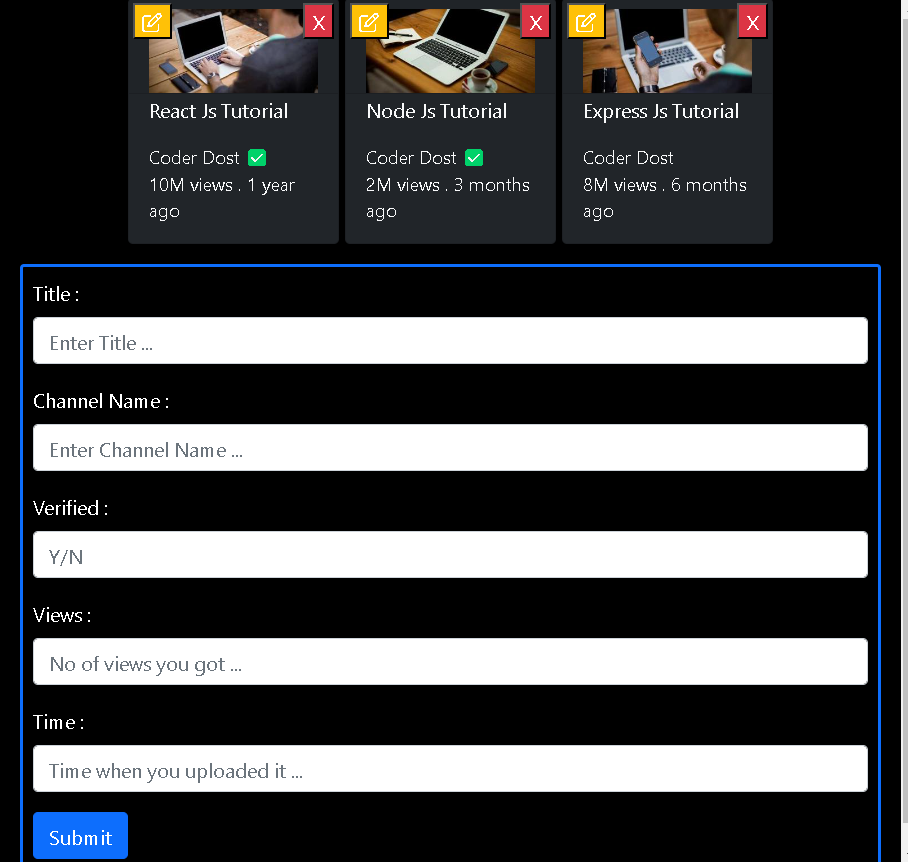 X
X
X
React Js Tutorial
Node Js Tutorial
Express Js Tutorial
Coder Dost ✅
10M views . 1 year
ago
Coder Dost ✅
2M views . 3 months
ago
Coder Dost
8M views . 6 months
ago
Title :
Enter Title ...
Channel Name :
Enter Channel Name ...
Verified :
Y/N
Views :
No of views you got ...
Time :
Time when you uploaded it ...
Submit